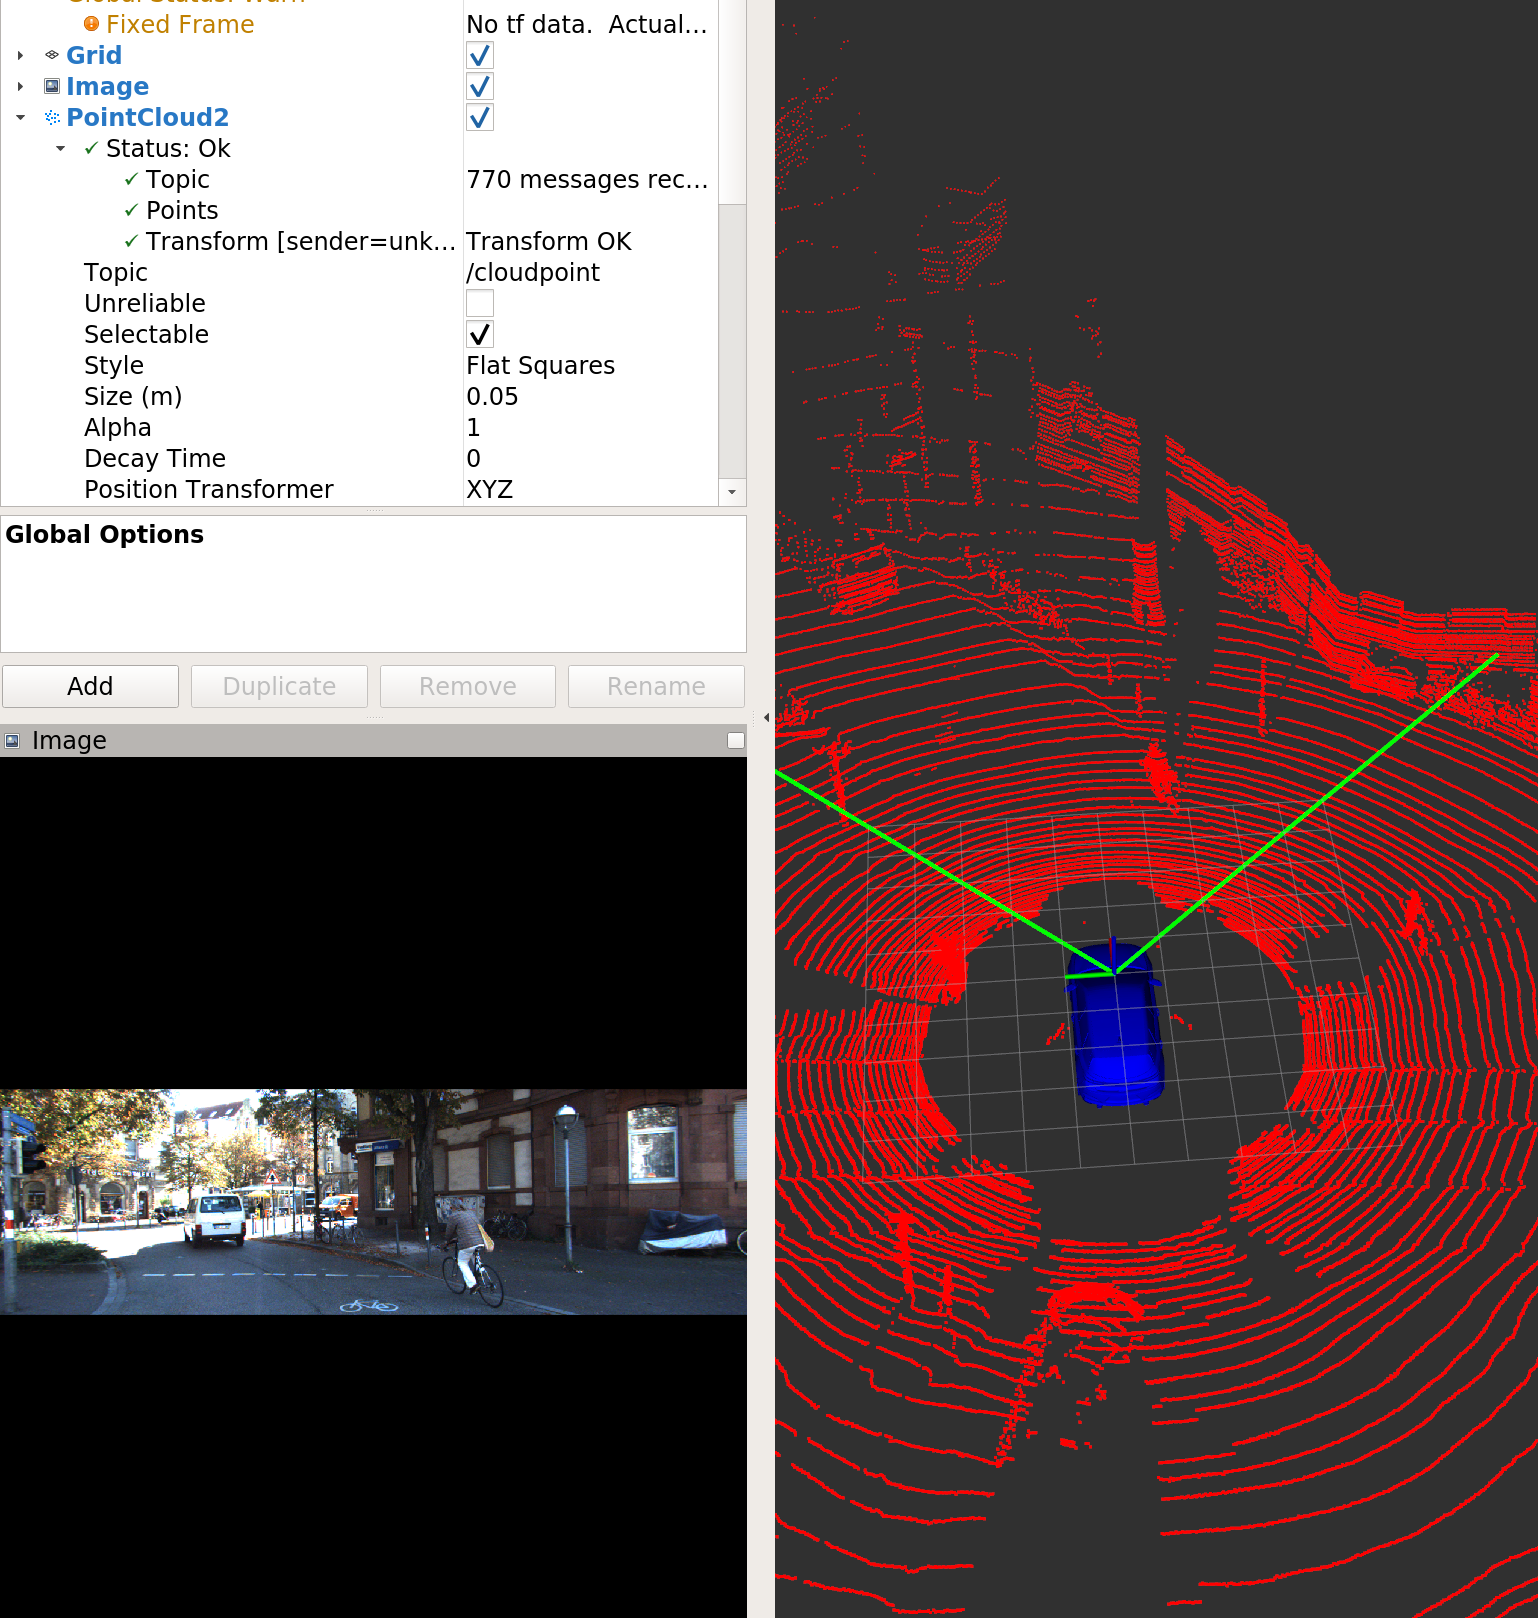 Global Status: Warn
Fixed Frame No tf data. Actual...
Grid
Image
PointCloud2
Status: Ok
Topic 770 messages rec...
Points
Transform [sender=unk... Transform OK
Topic /cloudpoint
Unreliable
Selectable
Style Flat Squares
Size (m) 0.05
Alpha 1
Decay Time 0
Position Transformer XYZ
Global Options
Add Duplicate Remove Rename
Image